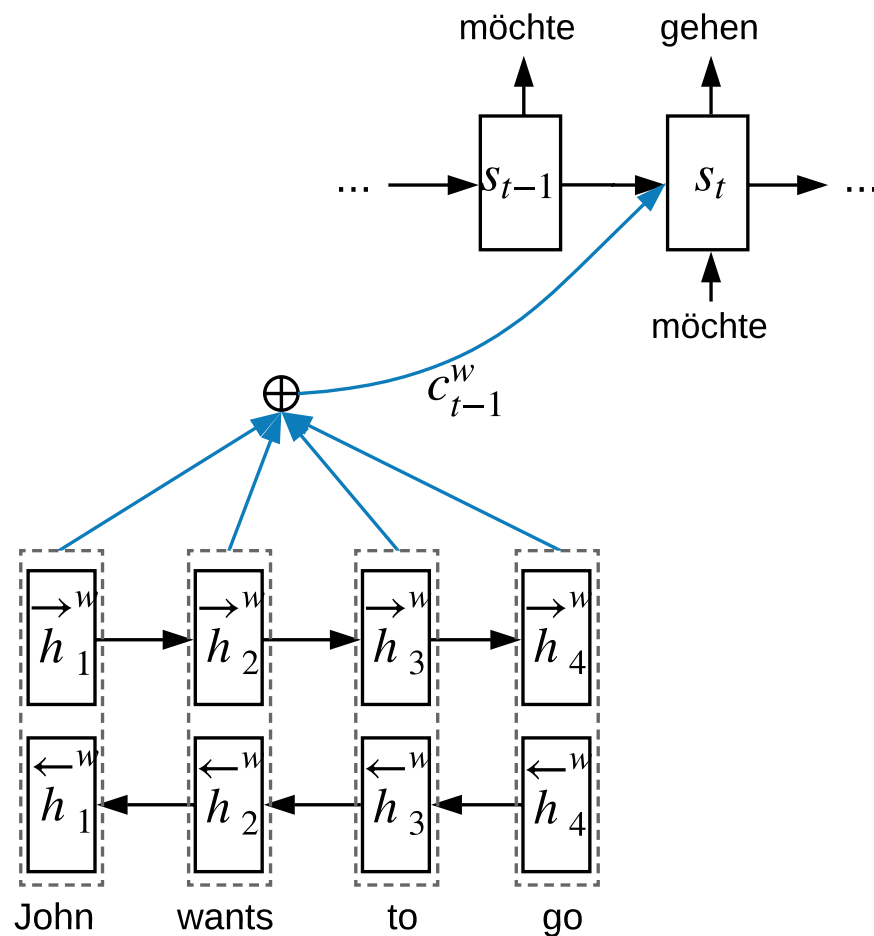 möchte gehen
... s_{t−1} s_t ...
möchte
c^w_{t−1}
→h^w_1 →h^w_2 →h^w_3 →h^w_4
←h^w_1 ←h^w_2 ←h^w_3 ←h^w_4
John wants to go